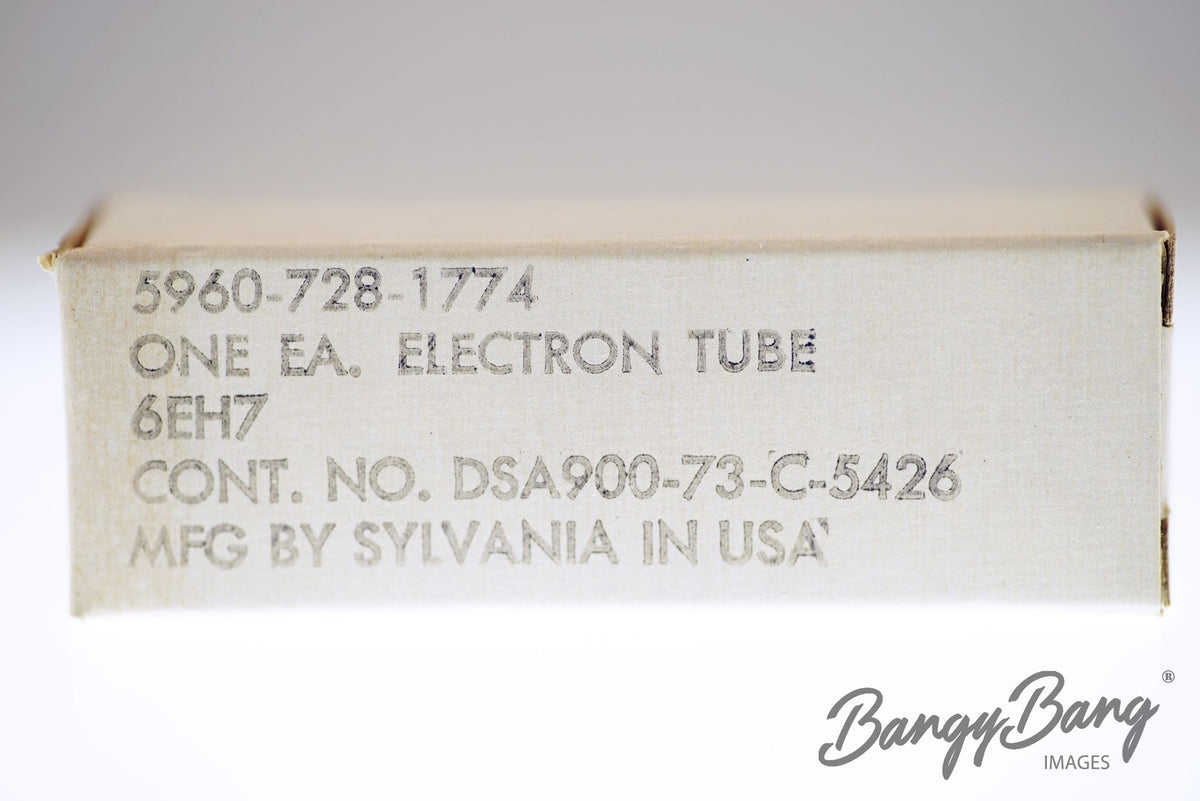 5960-728-1774
ONE EA. ELECTRON TUBE
6EH7
CONT. NO. DSA900-73-C-5426
MFG BY SYLVANIA IN USA
BangyBang®
IMAGES